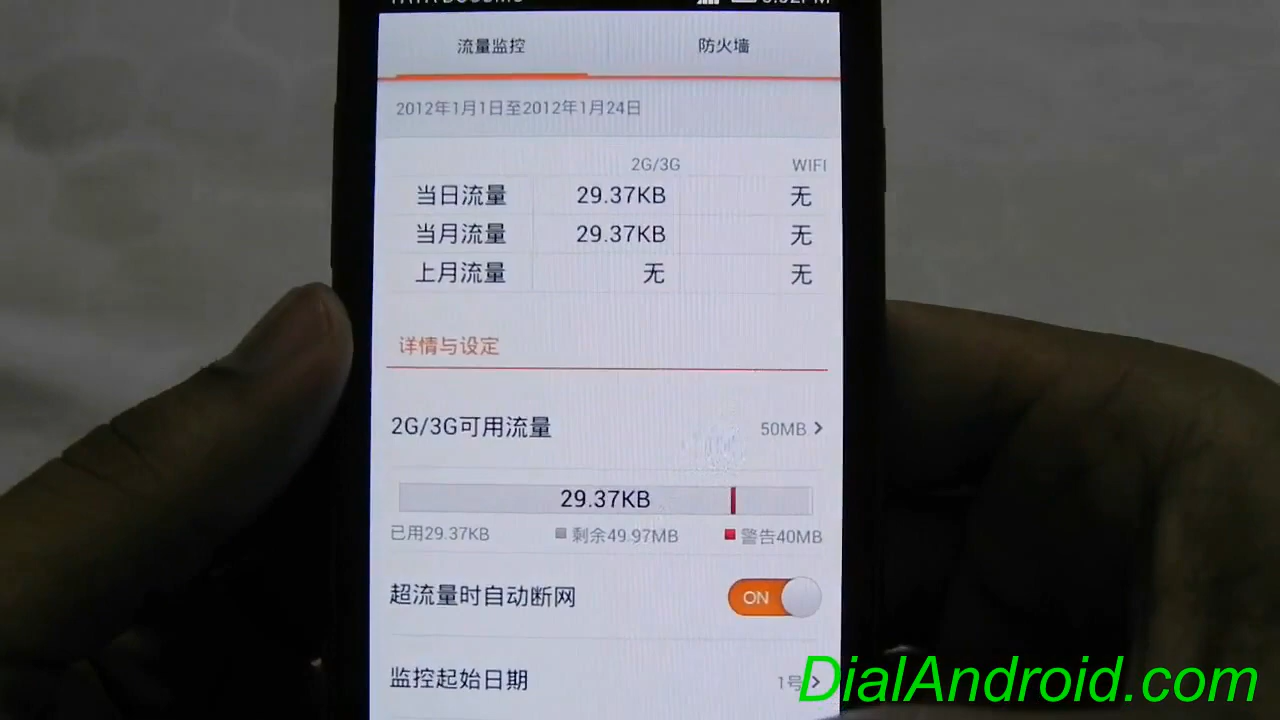 TATA DOCOMO 5:02PM
流量监控 防火墙
2012年1月1日至2012年1月24日
2G/3G WIFI
当日流量 29.37KB 无
当月流量 29.37KB 无
上月流量 无 无
详情与设定
2G/3G可用流量 50MB
29.37KB
已用29.37KB 剩余49.97MB 警告40MB
超流量时自动断网 ON
监控起始日期 1号
DialAndroid.com